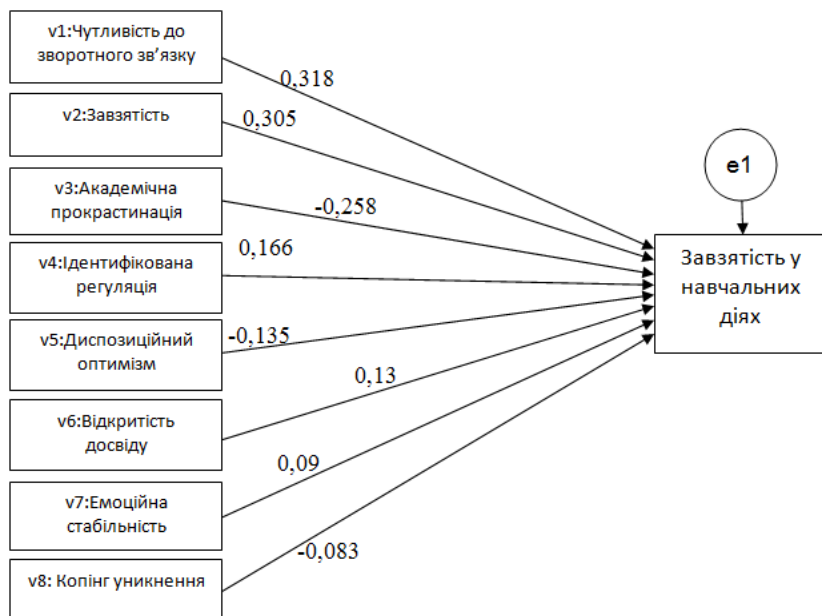 v1:Чутливість до
зворотного зв’язку
0,318
v2:Завзятість
0,305
e1
v3:Академічна
прокрастинація
-0,258
v4:Ідентифікована
регуляція
0,166
Завзятість у
навчальних
діях
v5:Диспозиційний
оптимізм
-0,135
v6:Відкритість
досвіду
0,13
v7:Емоційна
стабільність
0,09
v8: Копінг уникнення
-0,083